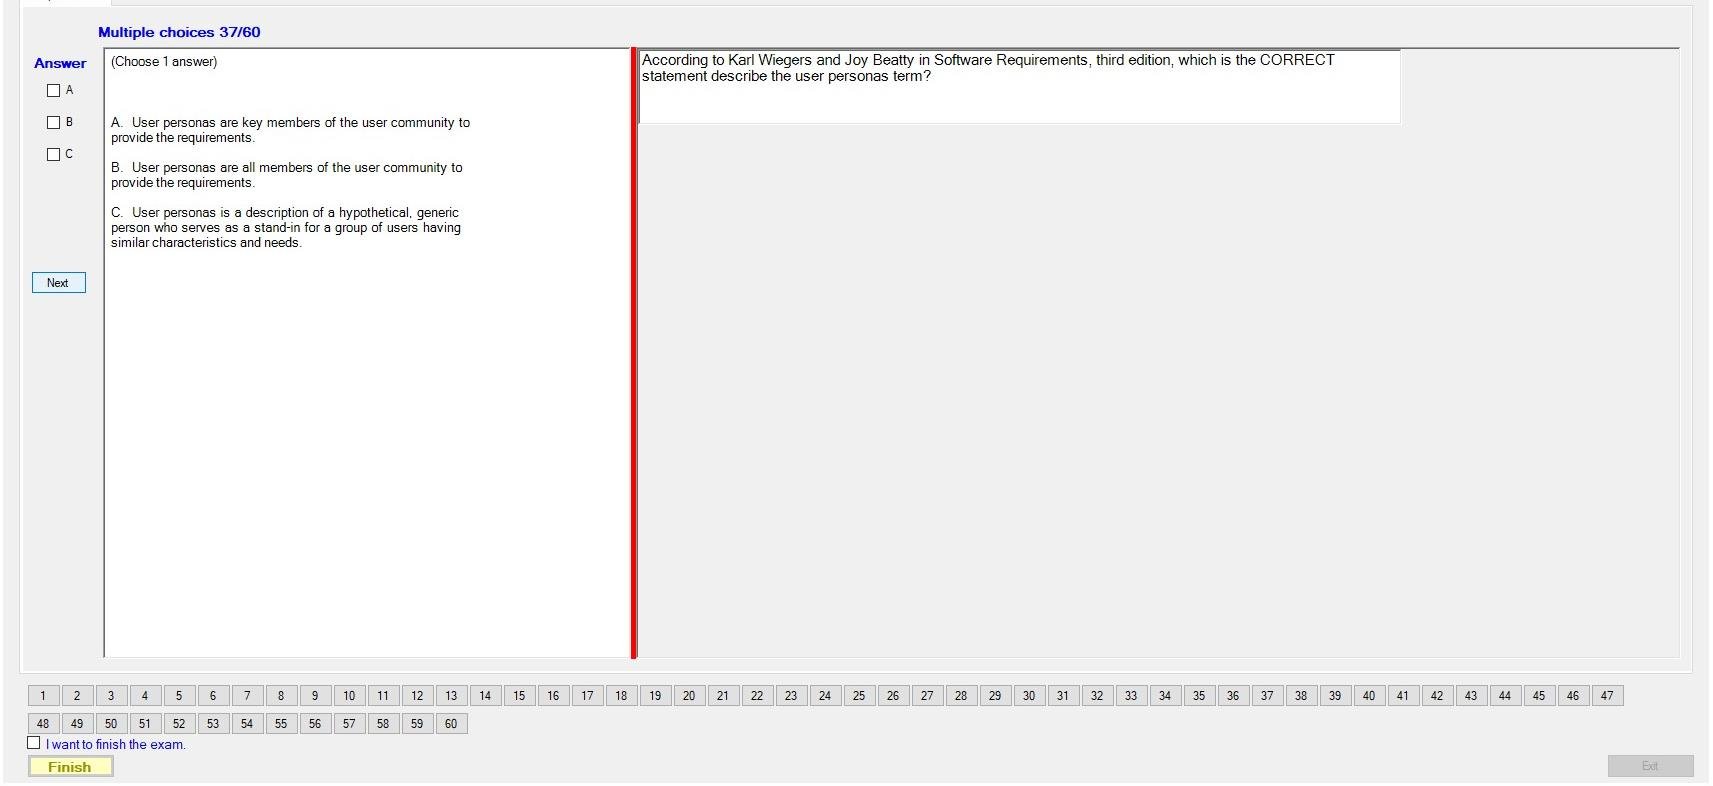 Multiple choices 37/60
Answer
A
B
C
Next
(Choose 1 answer)
A. User personas are key members of the user community to
provide the requirements.
B. User personas are all members of the user community to
provide the requirements.
C. User personas is a description of a hypothetical, generic
person who serves as a stand-in for a group of users having
similar characteristics and needs.
According to Karl Wiegers and Joy Beatty in Software Requirements, third edition, which is the CORRECT
statement describe the user personas term?
1 2 3 4 5 6 7 8 9 10 11 12 13 14 15 16 17 18 19 20 21 22 23 24 25 26 27 28 29 30 31 32 33 34 35 36 37 38 39 40 41 42 43 44 45 46 47
48 49 50 51 52 53 54 55 56 57 58 59 60
I want to finish the exam.
Finish
Exit